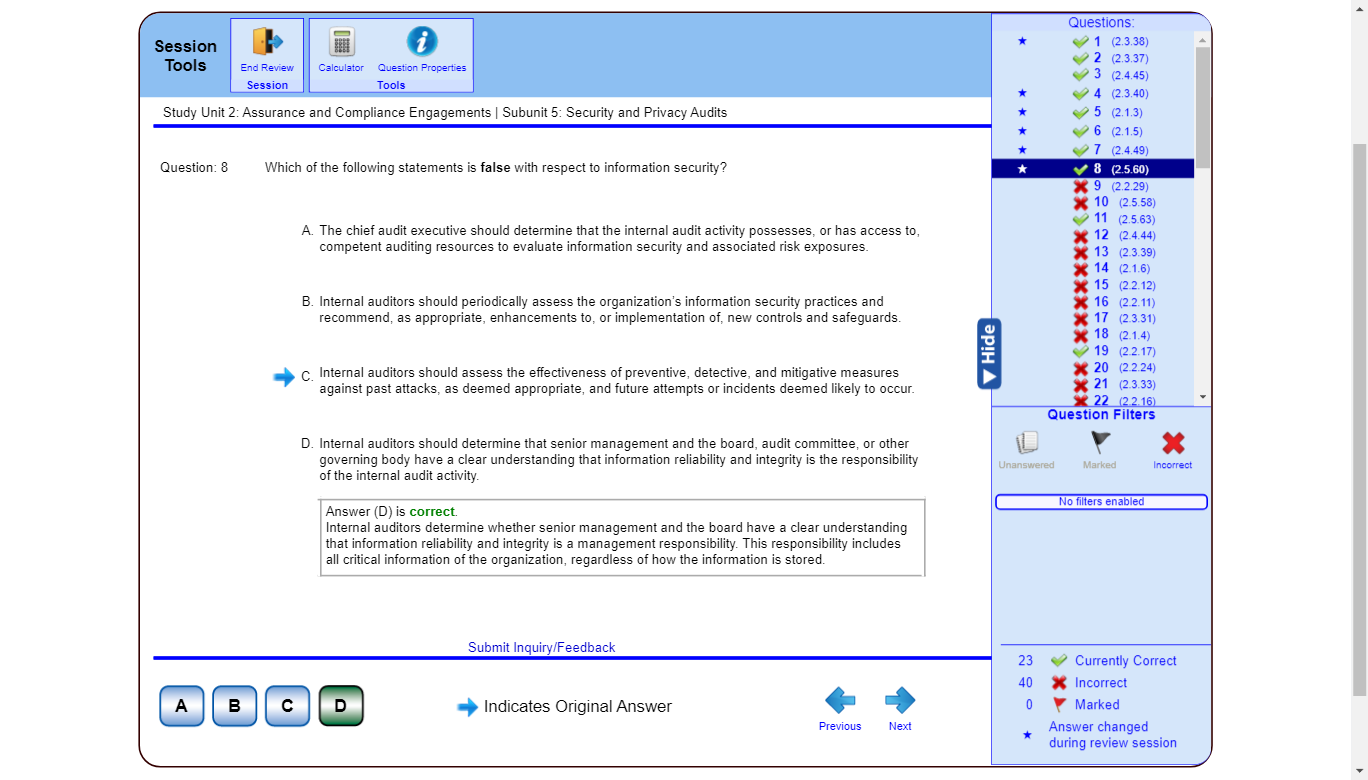 Session
Tools
End Review
Session
Calculator
Question Properties
Tools
Study Unit 2: Assurance and Compliance Engagements | Subunit 5: Security and Privacy Audits
Question: 8
Which of the following statements is false with respect to information security?
A. The chief audit executive should determine that the internal audit activity possesses, or has access to,
competent auditing resources to evaluate information security and associated risk exposures.
B. Internal auditors should periodically assess the organization's information security practices and
recommend, as appropriate, enhancements to, or implementation of, new controls and safeguards.
C. Internal auditors should assess the effectiveness of preventive, detective, and mitigative measures
against past attacks, as deemed appropriate, and future attempts or incidents deemed likely to occur.
D. Internal auditors should determine that senior management and the board, audit committee, or other
governing body have a clear understanding that information reliability and integrity is the responsibility
of the internal audit activity.
Answer (D) is correct.
Internal auditors determine whether senior management and the board have a clear understanding
that information reliability and integrity is a management responsibility. This responsibility includes
all critical information of the organization, regardless of how the information is stored.
Submit Inquiry/Feedback
A B C D
Indicates Original Answer
Previous
Next
Hide
Questions:
1 (2.3.38)
2 (2.3.37)
3 (2.4.45)
4 (2.3.40)
5 (2.1.3)
6 (2.1.5)
7 (2.4.49)
8 (2.5.60)
9 (2.2.29)
10 (2.5.58)
11 (2.5.63)
12 (2.4.44)
13 (2.3.39)
14 (2.1.6)
15 (2.2.12)
16 (2.2.11)
17 (2.3.31)
18 (2.1.4)
19 (2.2.17)
20 (2.2.24)
21 (2.3.33)
22 (2.2.16)
Question Filters
Unanswered
Marked
Incorrect
No filters enabled
23 Currently Correct
40 Incorrect
0 Marked
Answer changed
during review session